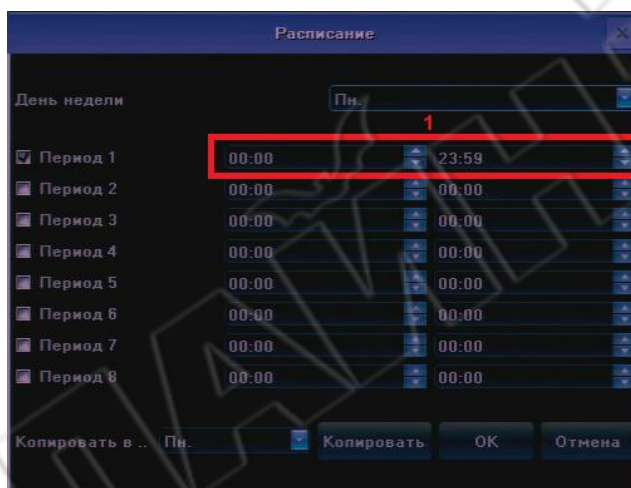 Расписание
День недели Пн.
1
Период 1 00:00 23:59
Период 2 00:00 00:00
Период 3 00:00 00:00
Период 4 00:00 00:00
Период 5 00:00 00:00
Период 6 00:00 00:00
Период 7 00:00 00:00
Период 8 00:00 00:00
Копировать в .. Пн. Копировать ОК Отмена